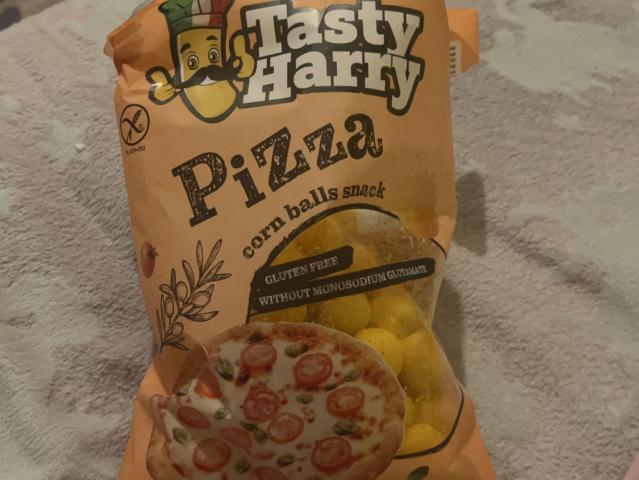 Tasty
Harry
Pizza
corn balls snack
GLUTEN FREE
WITHOUT MONOSODIUM GLUTAMATE